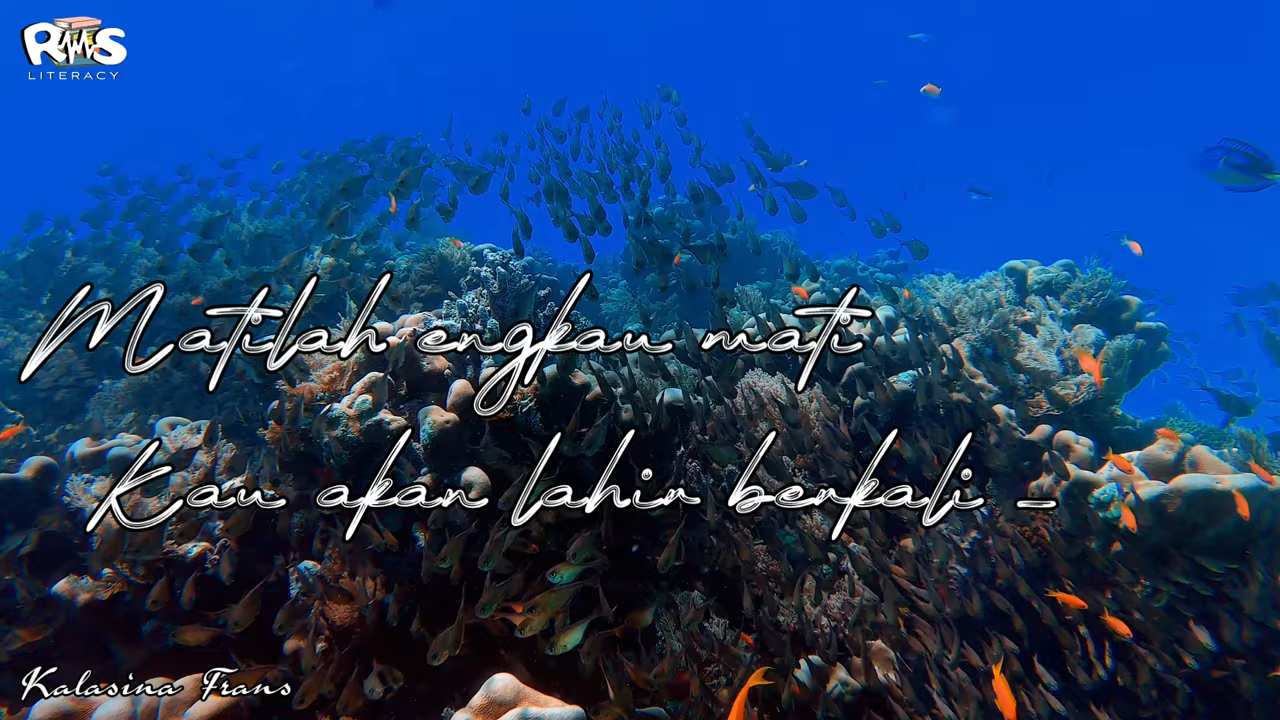 RMS
LITERACY
Matilah engkau mati
Kau akan lahir berkali -
Kalasina Frans